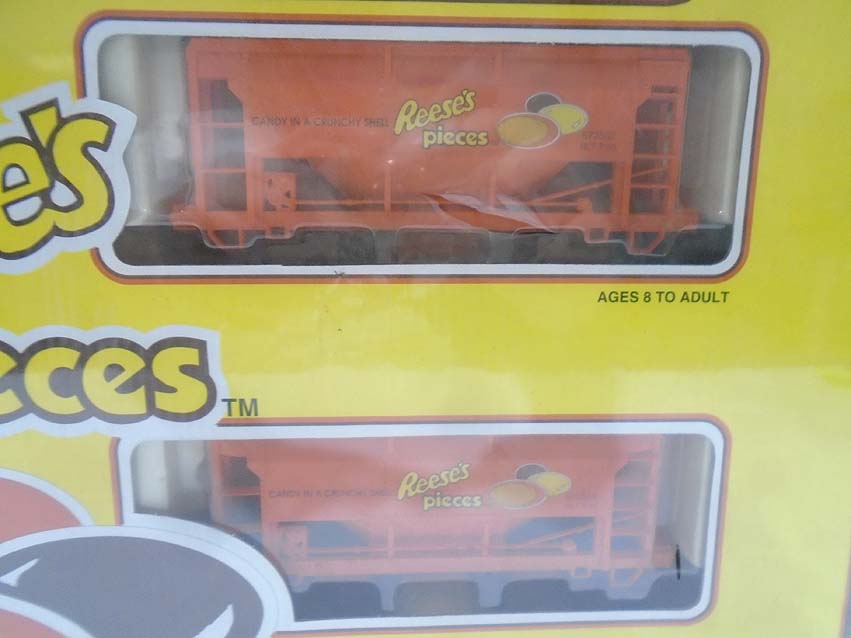 CANDY IN A CRUNCHY SHELL
Reese's
pieces
e's
AGES 8 TO ADULT
eces
TM
CANDY IN A CRUNCHY SHELL
Reese's
pieces